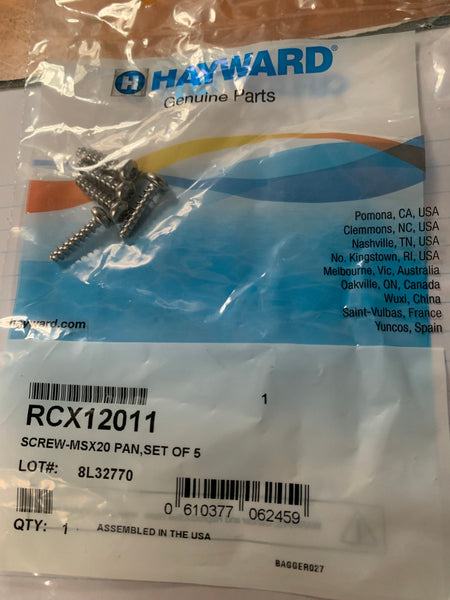 HAYWARD®
Genuine Parts
Pomona, CA, USA
Clemmons, NC, USA
Nashville, TN, USA
No. Kingstown, RI, USA
Melbourne, Vic, Australia
Oakville, ON, Canada
Wuxi, China
Saint-Vulbas, France
Yuncos, Spain
hayward.com
1
RCX12011
SCREW-MSX20 PAN,SET OF 5
LOT#: 8L32770
0 610377 062459
QTY: 1 ASSEMBLED IN THE USA
BAGGER027